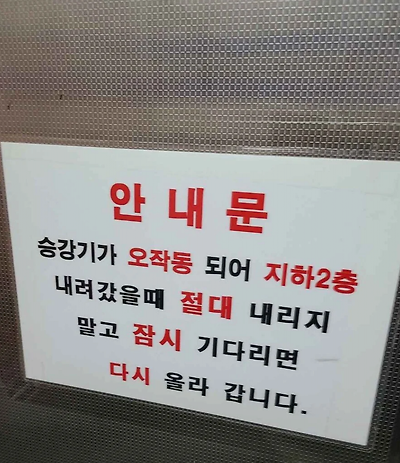 안내문
승강기가 오작동 되어 지하2층
내려갔을때 절대 내리지
말고 잠시 기다리면
다시 올라 갑니다.